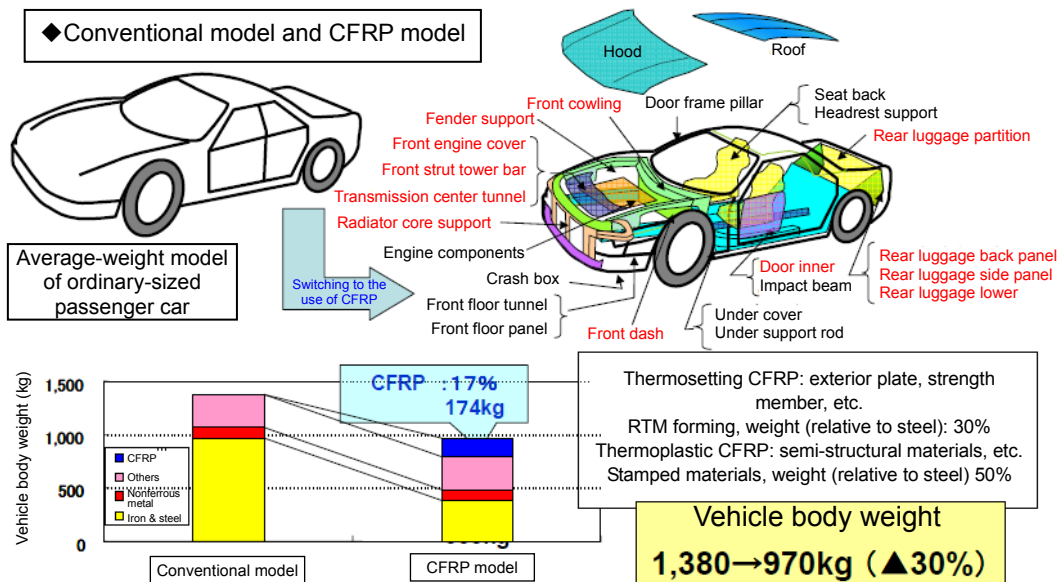 ◆Conventional model and CFRP model
Hood
Roof
Front cowling
Door frame pillar
Seat back
Headrest support
Fender support
Rear luggage partition
Front engine cover
Front strut tower bar
Transmission center tunnel
Radiator core support
Engine components
Crash box
Front floor tunnel
Front floor panel
Front dash
Door inner
Impact beam
Under cover
Under support rod
Rear luggage back panel
Rear luggage side panel
Rear luggage lower
Average-weight model
of ordinary-sized
passenger car
Switching to the
use of CFRP
Vehicle body weight (kg)
1,500
1,000
500
0
CFRP
Others
Nonferrous
metal
Iron & steel
CFRP : 17%
174kg
Conventional model
CFRP model
Thermosetting CFRP: exterior plate, strength
member, etc.
RTM forming, weight (relative to steel): 30%
Thermoplastic CFRP: semi-structural materials, etc.
Stamped materials, weight (relative to steel) 50%
Vehicle body weight
1,380→970kg (▲30%)